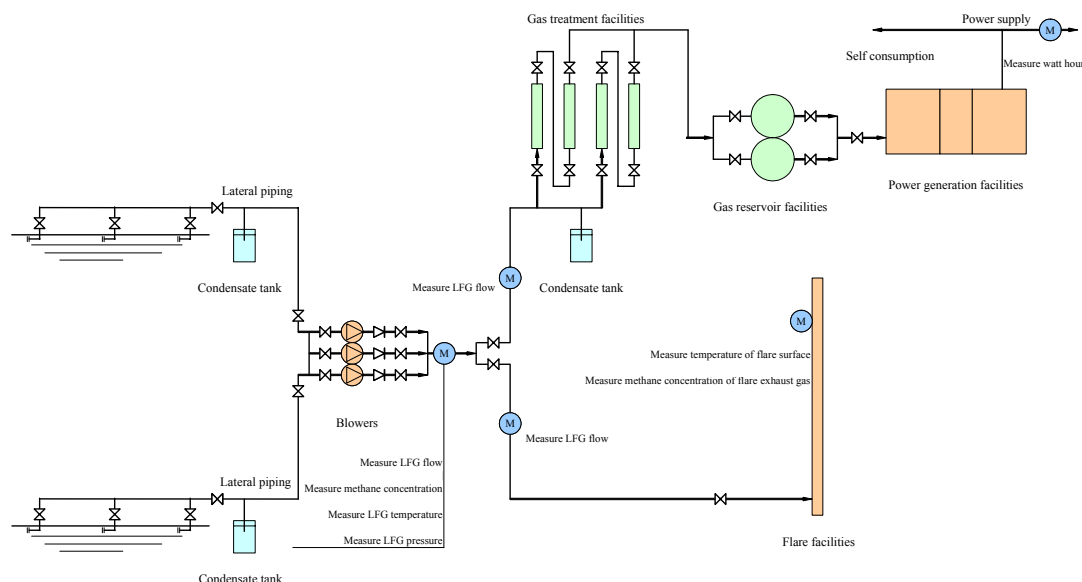 Gas treatment facilities
Power supply
M
Self consumption
Measure watt hour
Power generation facilities
Gas reservoir facilities
Lateral piping
Condensate tank
M
Measure LFG flow
Condensate tank
M
Measure temperature of flare surface
Measure methane concentration of flare exhaust gas
M
Blowers
M
Measure LFG flow
Measure LFG flow
Measure methane concentration
Measure LFG temperature
Measure LFG pressure
Lateral piping
Condensate tank
Flare facilities